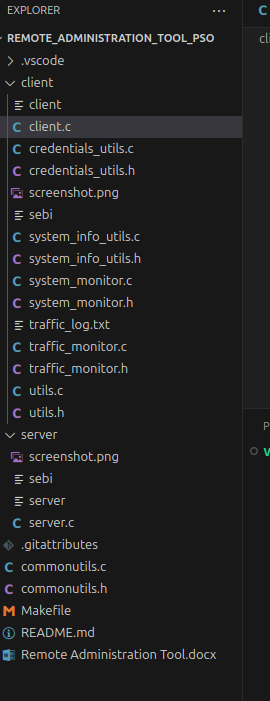 EXPLORER ...
REMOTE_ADMINISTRATION_TOOL_PSO
.vscode
client
client
C client.c
C credentials_utils.c
C credentials_utils.h
screenshot.png
sebi
C system_info_utils.c
C system_info_utils.h
C system_monitor.c
C system_monitor.h
traffic_log.txt
C traffic_monitor.c
C traffic_monitor.h
C utils.c
C utils.h
server
screenshot.png
sebi
server
C server.c
.gitattributes
C commonutils.c
C commonutils.h
M Makefile
README.md
Remote Administration Tool.docx